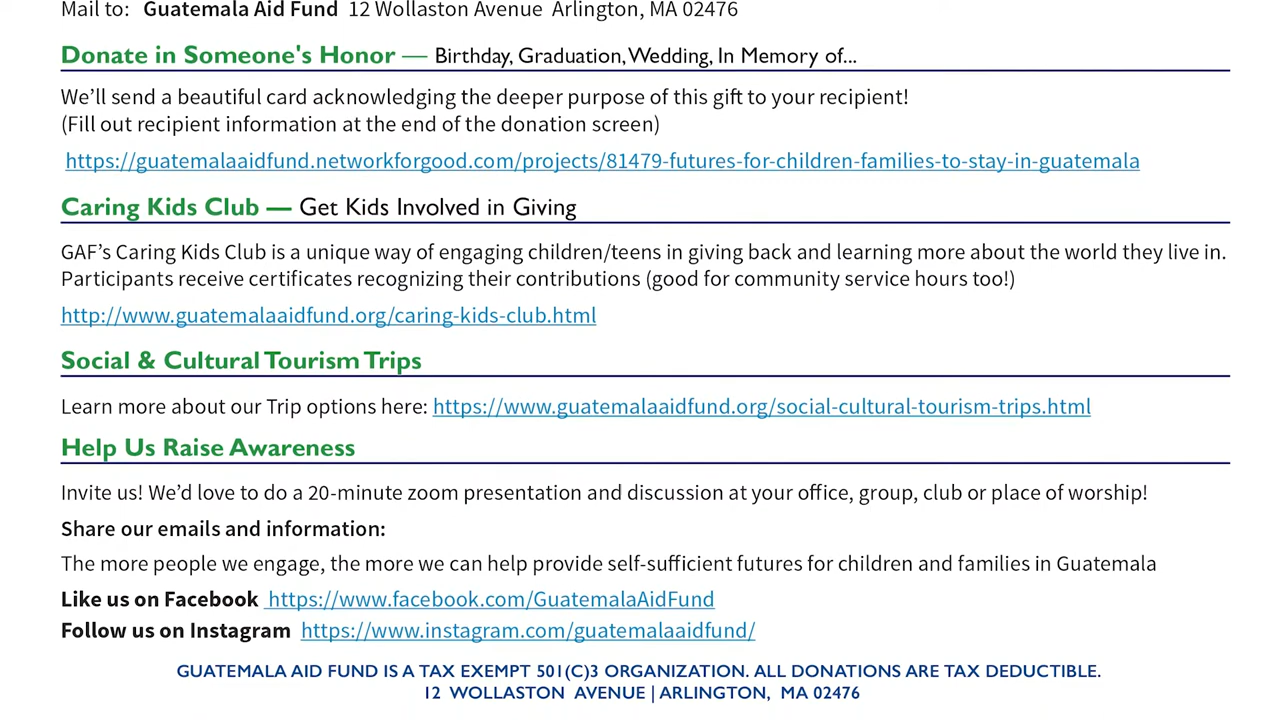 Mail to: Guatemala Aid Fund 12 Wollaston Avenue Arlington, MA 02476
Donate in Someone's Honor — Birthday, Graduation, Wedding, In Memory of...
We’ll send a beautiful card acknowledging the deeper purpose of this gift to your recipient!
(Fill out recipient information at the end of the donation screen)
https://guatemalaaidfund.networkforgood.com/projects/81479-futures-for-children-families-to-stay-in-guatemala
Caring Kids Club — Get Kids Involved in Giving
GAF’s Caring Kids Club is a unique way of engaging children/teens in giving back and learning more about the world they live in.
Participants receive certificates recognizing their contributions (good for community service hours too!)
http://www.guatemalaaidfund.org/caring-kids-club.html
Social & Cultural Tourism Trips
Learn more about our Trip options here: https://www.guatemalaaidfund.org/social-cultural-tourism-trips.html
Help Us Raise Awareness
Invite us! We’d love to do a 20-minute zoom presentation and discussion at your office, group, club or place of worship!
Share our emails and information:
The more people we engage, the more we can help provide self-sufficient futures for children and families in Guatemala
Like us on Facebook https://www.facebook.com/GuatemalaAidFund
Follow us on Instagram https://www.instagram.com/guatemalaaidfund/
GUATEMALA AID FUND IS A TAX EXEMPT 501(C)3 ORGANIZATION. ALL DONATIONS ARE TAX DEDUCTIBLE.
12 WOLLASTON AVENUE | ARLINGTON, MA 02476